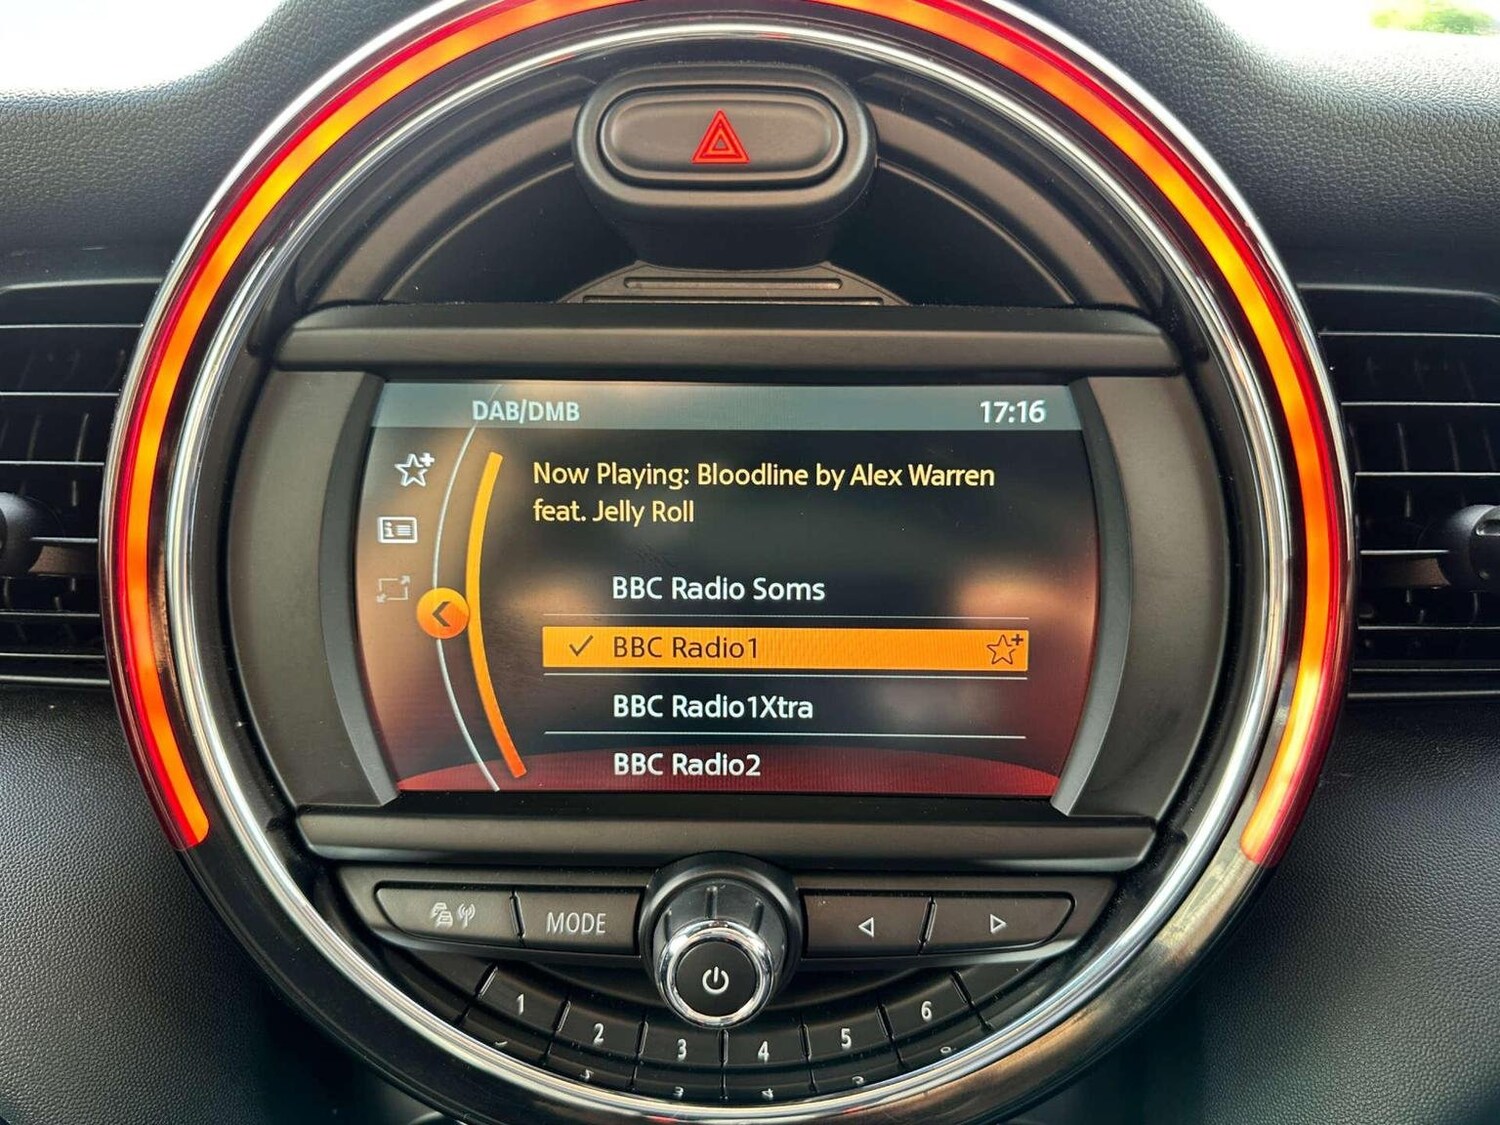 DAB/DMB 17:16
Now Playing: Bloodline by Alex Warren
feat. Jelly Roll
BBC Radio Soms
BBC Radio1
BBC Radio1Xtra
BBC Radio2
MODE
1 2 3 4 5 6